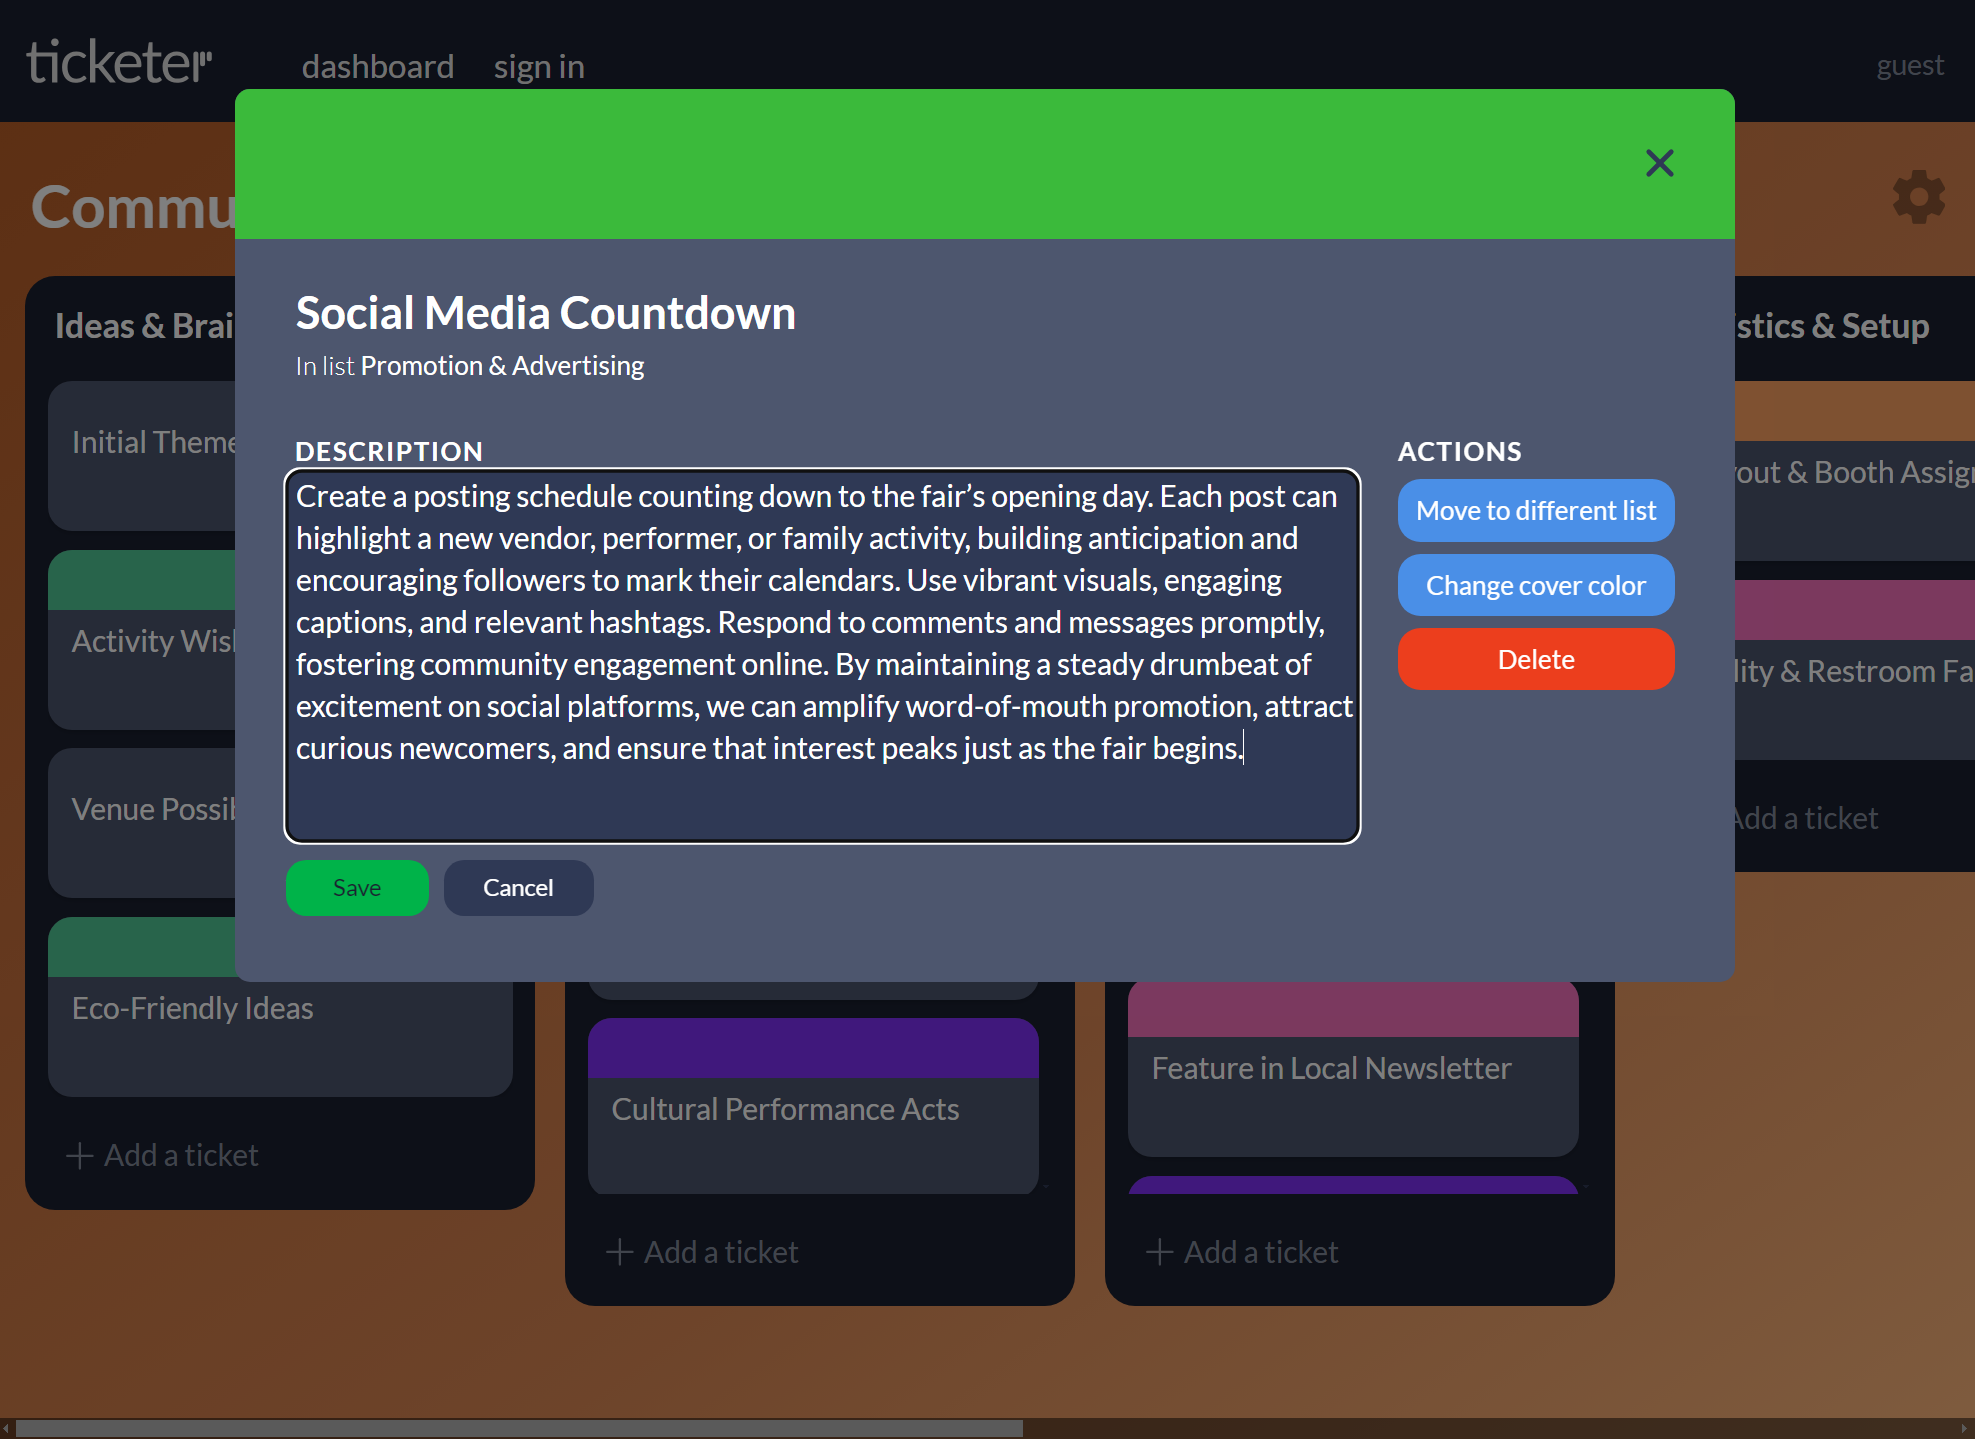 ticketer
dashboard
sign in
guest
Commu
Ideas & Brai
Initial Theme
Activity Wisl
Venue Possib
Eco-Friendly Ideas
Add a ticket
Social Media Countdown
In list Promotion & Advertising
DESCRIPTION
Create a posting schedule counting down to the fair’s opening day. Each post can
highlight a new vendor, performer, or family activity, building anticipation and
encouraging followers to mark their calendars. Use vibrant visuals, engaging
captions, and relevant hashtags. Respond to comments and messages promptly,
fostering community engagement online. By maintaining a steady drumbeat of
excitement on social platforms, we can amplify word-of-mouth promotion, attract
curious newcomers, and ensure that interest peaks just as the fair begins.
Save
Cancel
ACTIONS
Move to different list
Change cover color
Delete
Cultural Performance Acts
Add a ticket
Feature in Local Newsletter
Add a ticket
stics & Setup
out & Booth Assign
lity & Restroom Fa
Add a ticket